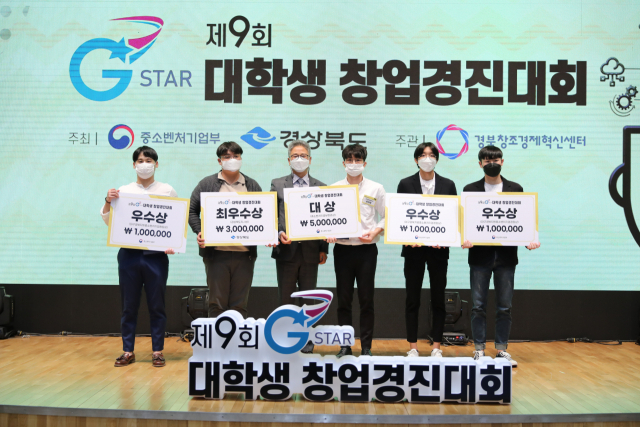 제9회
G STAR
대학생 창업경진대회
주최 | 중소벤처기업부 경상북도 주관 | 경북창조경제혁신센터
우수상
₩ 1,000,000
최우수상
₩ 3,000,000
대 상
₩ 5,000,000
우수상
₩ 1,000,000
우수상
₩ 1,000,000
제9회 G STAR
대학생 창업경진대회